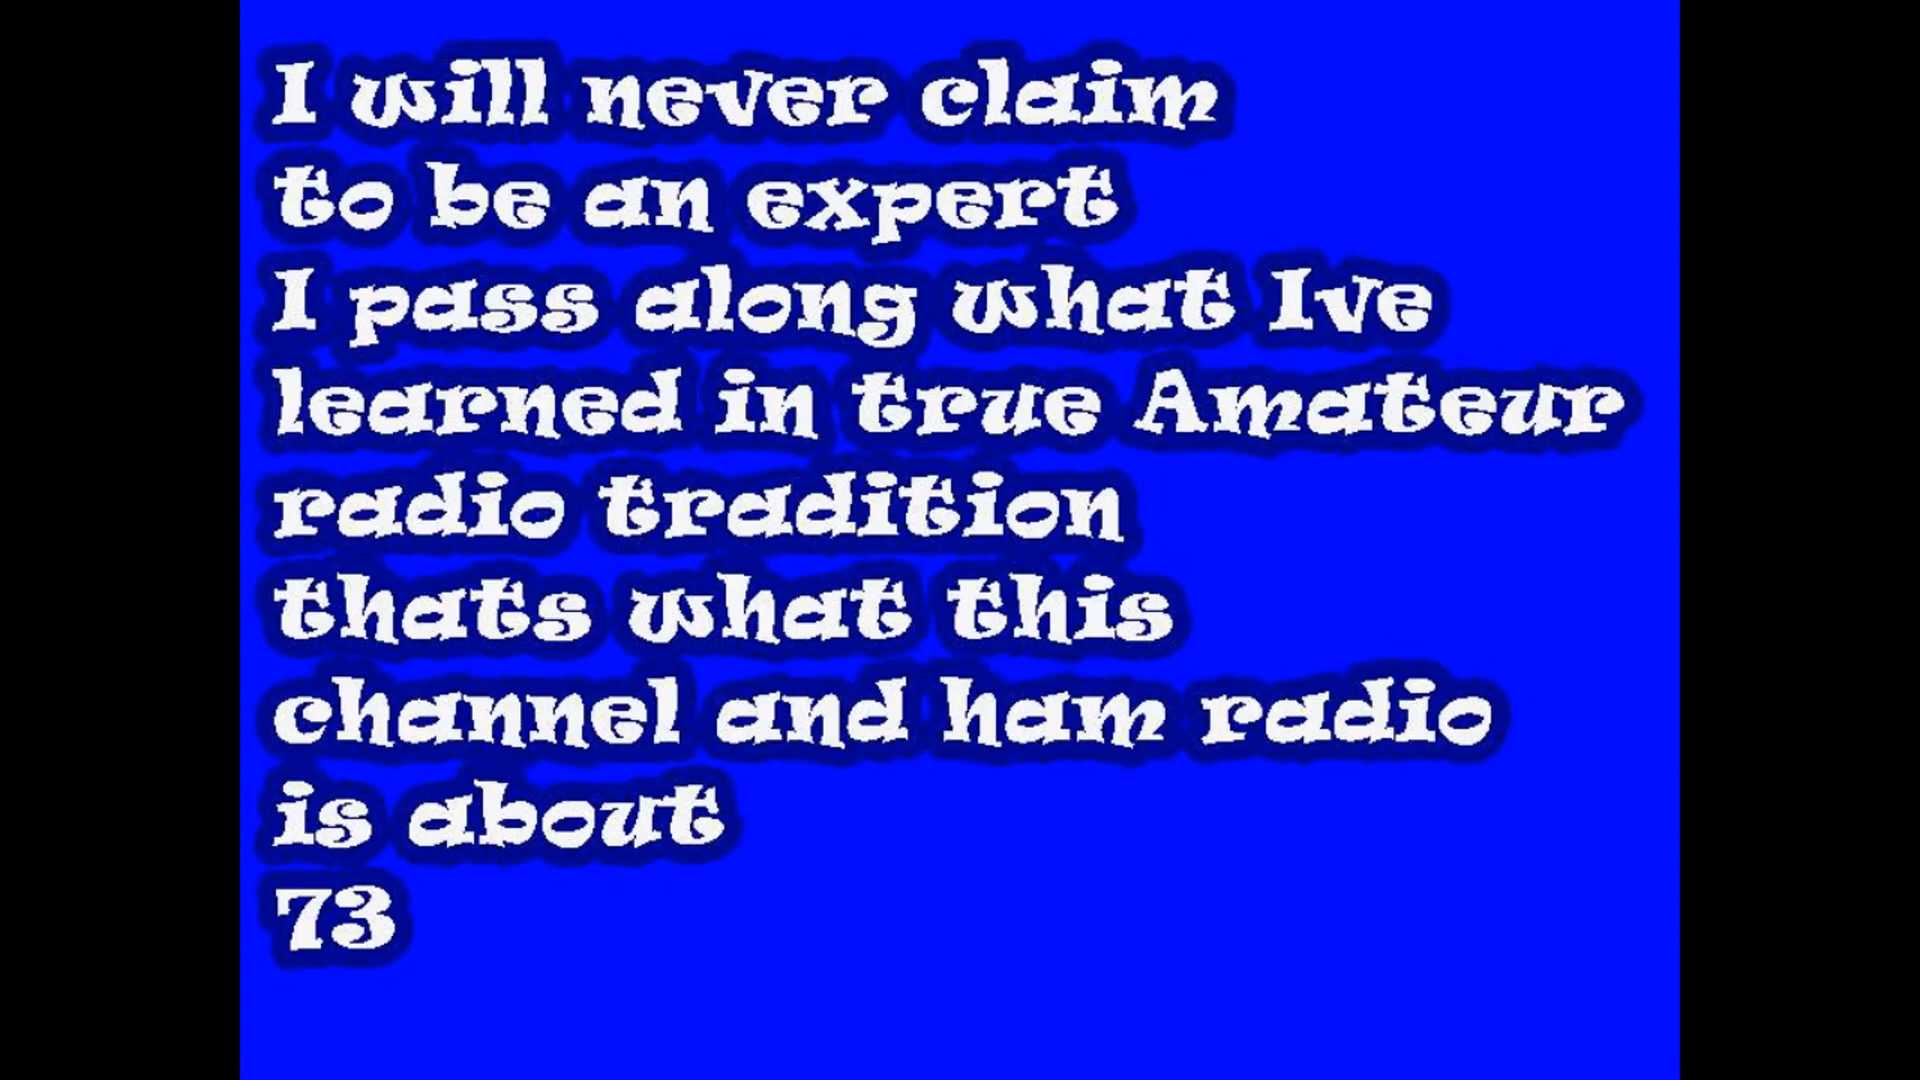 I will never claim
to be an expert
I pass along what Ive
learned in true Amateur
radio tradition
thats what this
channel and ham radio
is about
73